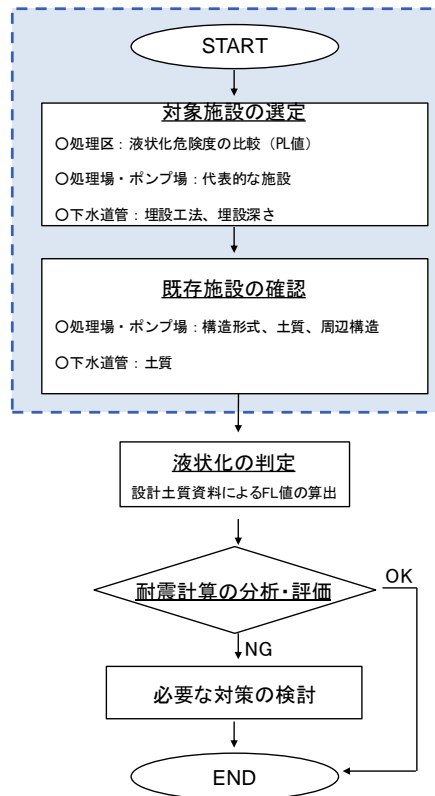 START
対象施設の選定
○処理区：液状化危険度の比較（PL値）
○処理場・ポンプ場：代表的な施設
○下水道管：埋設工法、埋設深さ
既存施設の確認
○処理場・ポンプ場：構造形式、土質、周辺構造
○下水道管：土質
液状化の判定
設計土質資料によるFL値の算出
耐震計算の分析・評価
OK
NG
必要な対策の検討
END